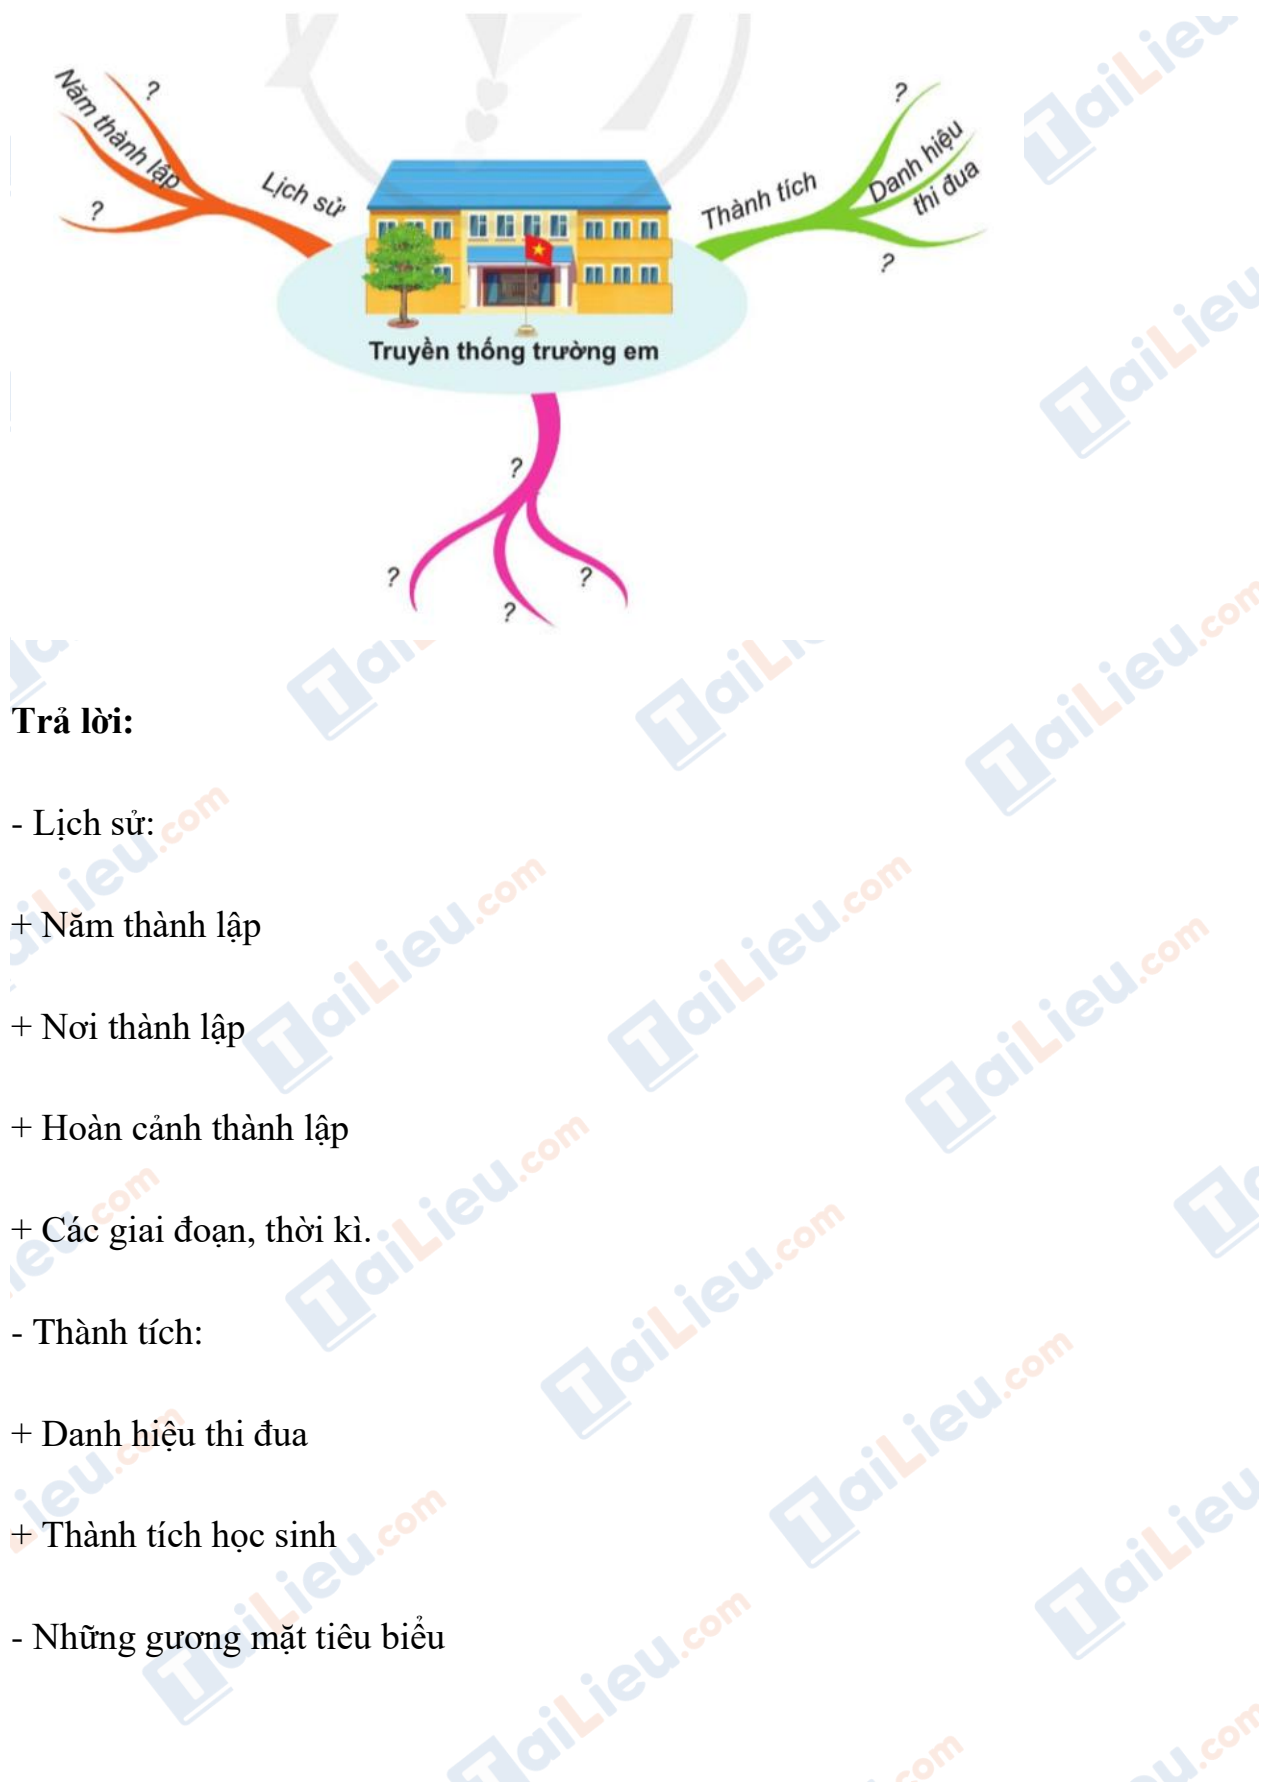 ?
Năm thành lập
?
Lịch sử
?
Danh hiệu
thi đua
Thành tích
?
Truyền thống trường em
?
?
?
?
Trả lời:
- Lịch sử:
+ Năm thành lập
+ Nơi thành lập
+ Hoàn cảnh thành lập
+ Các giai đoạn, thời kì.
- Thành tích:
+ Danh hiệu thi đua
+ Thành tích học sinh
- Những gương mặt tiêu biểu
TaiLieu.com